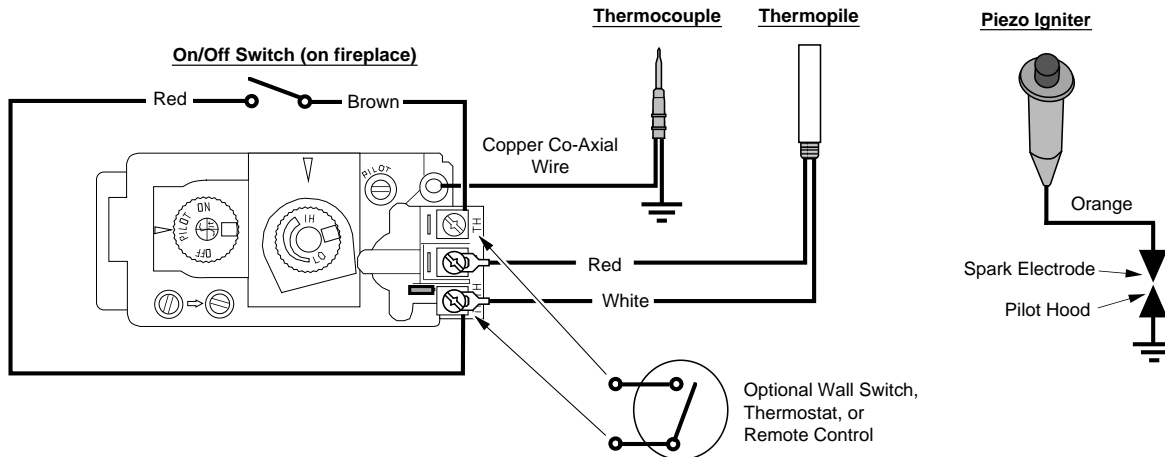 Thermocouple
Thermopile
Piezo Igniter
On/Off Switch (on fireplace)
Red
Brown
Copper Co-Axial
Wire
PILOT
ON
PILOT
OFF
HI
LO
TH
Orange
Red
White
Spark Electrode
Pilot Hood
Optional Wall Switch,
Thermostat, or
Remote Control